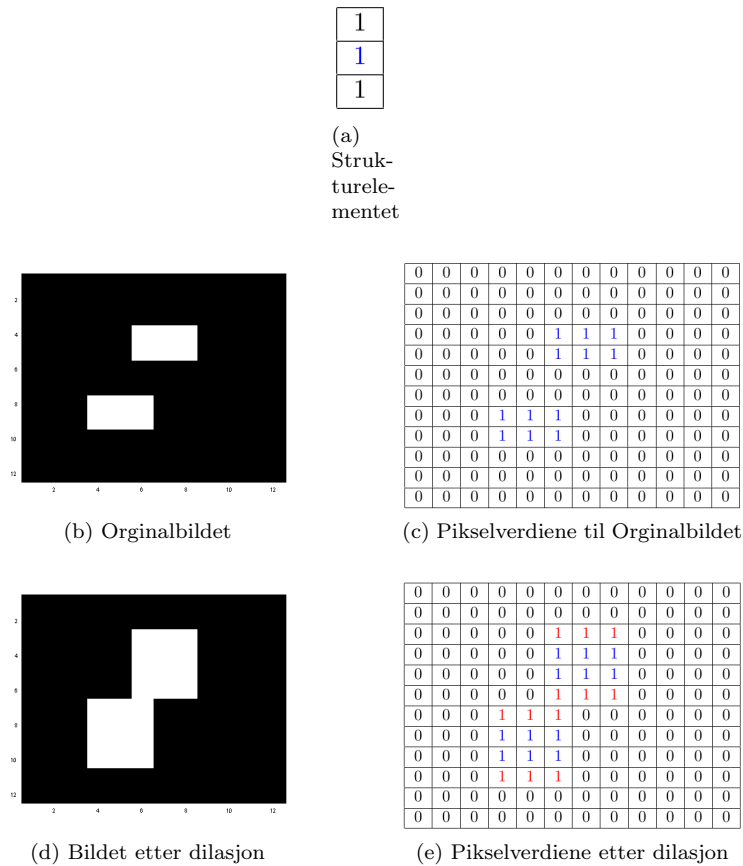 1
1
1
(a)
Struk-
turele-
mentet
2
4
6
8
10
12
2 4 6 8 10 12
0 0 0 0 0 0 0 0 0 0 0 0
0 0 0 0 0 0 0 0 0 0 0 0
0 0 0 0 0 0 0 0 0 0 0 0
0 0 0 0 0 1 1 1 0 0 0 0
0 0 0 0 0 1 1 1 0 0 0 0
0 0 0 0 0 0 0 0 0 0 0 0
0 0 0 0 0 0 0 0 0 0 0 0
0 0 0 1 1 1 0 0 0 0 0 0
0 0 0 1 1 1 0 0 0 0 0 0
0 0 0 0 0 0 0 0 0 0 0 0
0 0 0 0 0 0 0 0 0 0 0 0
0 0 0 0 0 0 0 0 0 0 0 0
(b) Orginalbildet
(c) Pikselverdiene til Orginalbildet
2
4
6
8
10
12
2 4 6 8 10 12
0 0 0 0 0 0 0 0 0 0 0 0
0 0 0 0 0 0 0 0 0 0 0 0
0 0 0 0 0 1 1 1 0 0 0 0
0 0 0 0 0 1 1 1 0 0 0 0
0 0 0 0 0 1 1 1 0 0 0 0
0 0 0 0 0 1 1 1 0 0 0 0
0 0 0 1 1 1 0 0 0 0 0 0
0 0 0 1 1 1 0 0 0 0 0 0
0 0 0 1 1 1 0 0 0 0 0 0
0 0 0 1 1 1 0 0 0 0 0 0
0 0 0 0 0 0 0 0 0 0 0 0
0 0 0 0 0 0 0 0 0 0 0 0
(d) Bildet etter dilasjon
(e) Pikselverdiene etter dilasjon